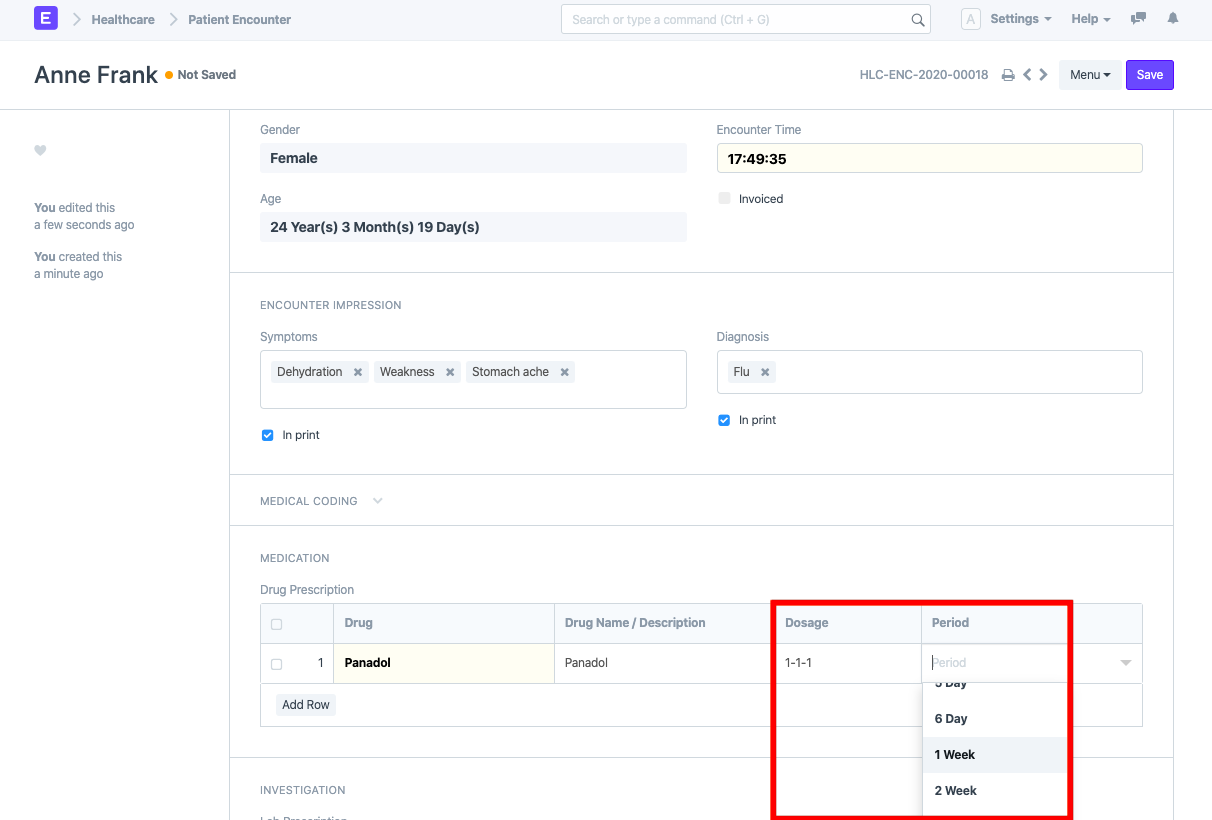 E Healthcare Patient Encounter Search or type a command (Ctrl + G) A Settings Help
Anne Frank Not Saved HLC-ENC-2020-00018 Menu Save
You edited this
a few seconds ago
You created this
a minute ago
Gender Encounter Time
Female 17:49:35
Age Invoiced
24 Year(s) 3 Month(s) 19 Day(s)
ENCOUNTER IMPRESSION
Symptoms Diagnosis
Dehydration Weakness Stomach ache Flu
In print
In print
MEDICAL CODING
MEDICATION
Drug Prescription
Drug Drug Name / Description Dosage Period
1 Panadol Panadol 1-1-1 Period
5 Day
Add Row
6 Day
1 Week
2 Week
INVESTIGATION
Lab Prescription